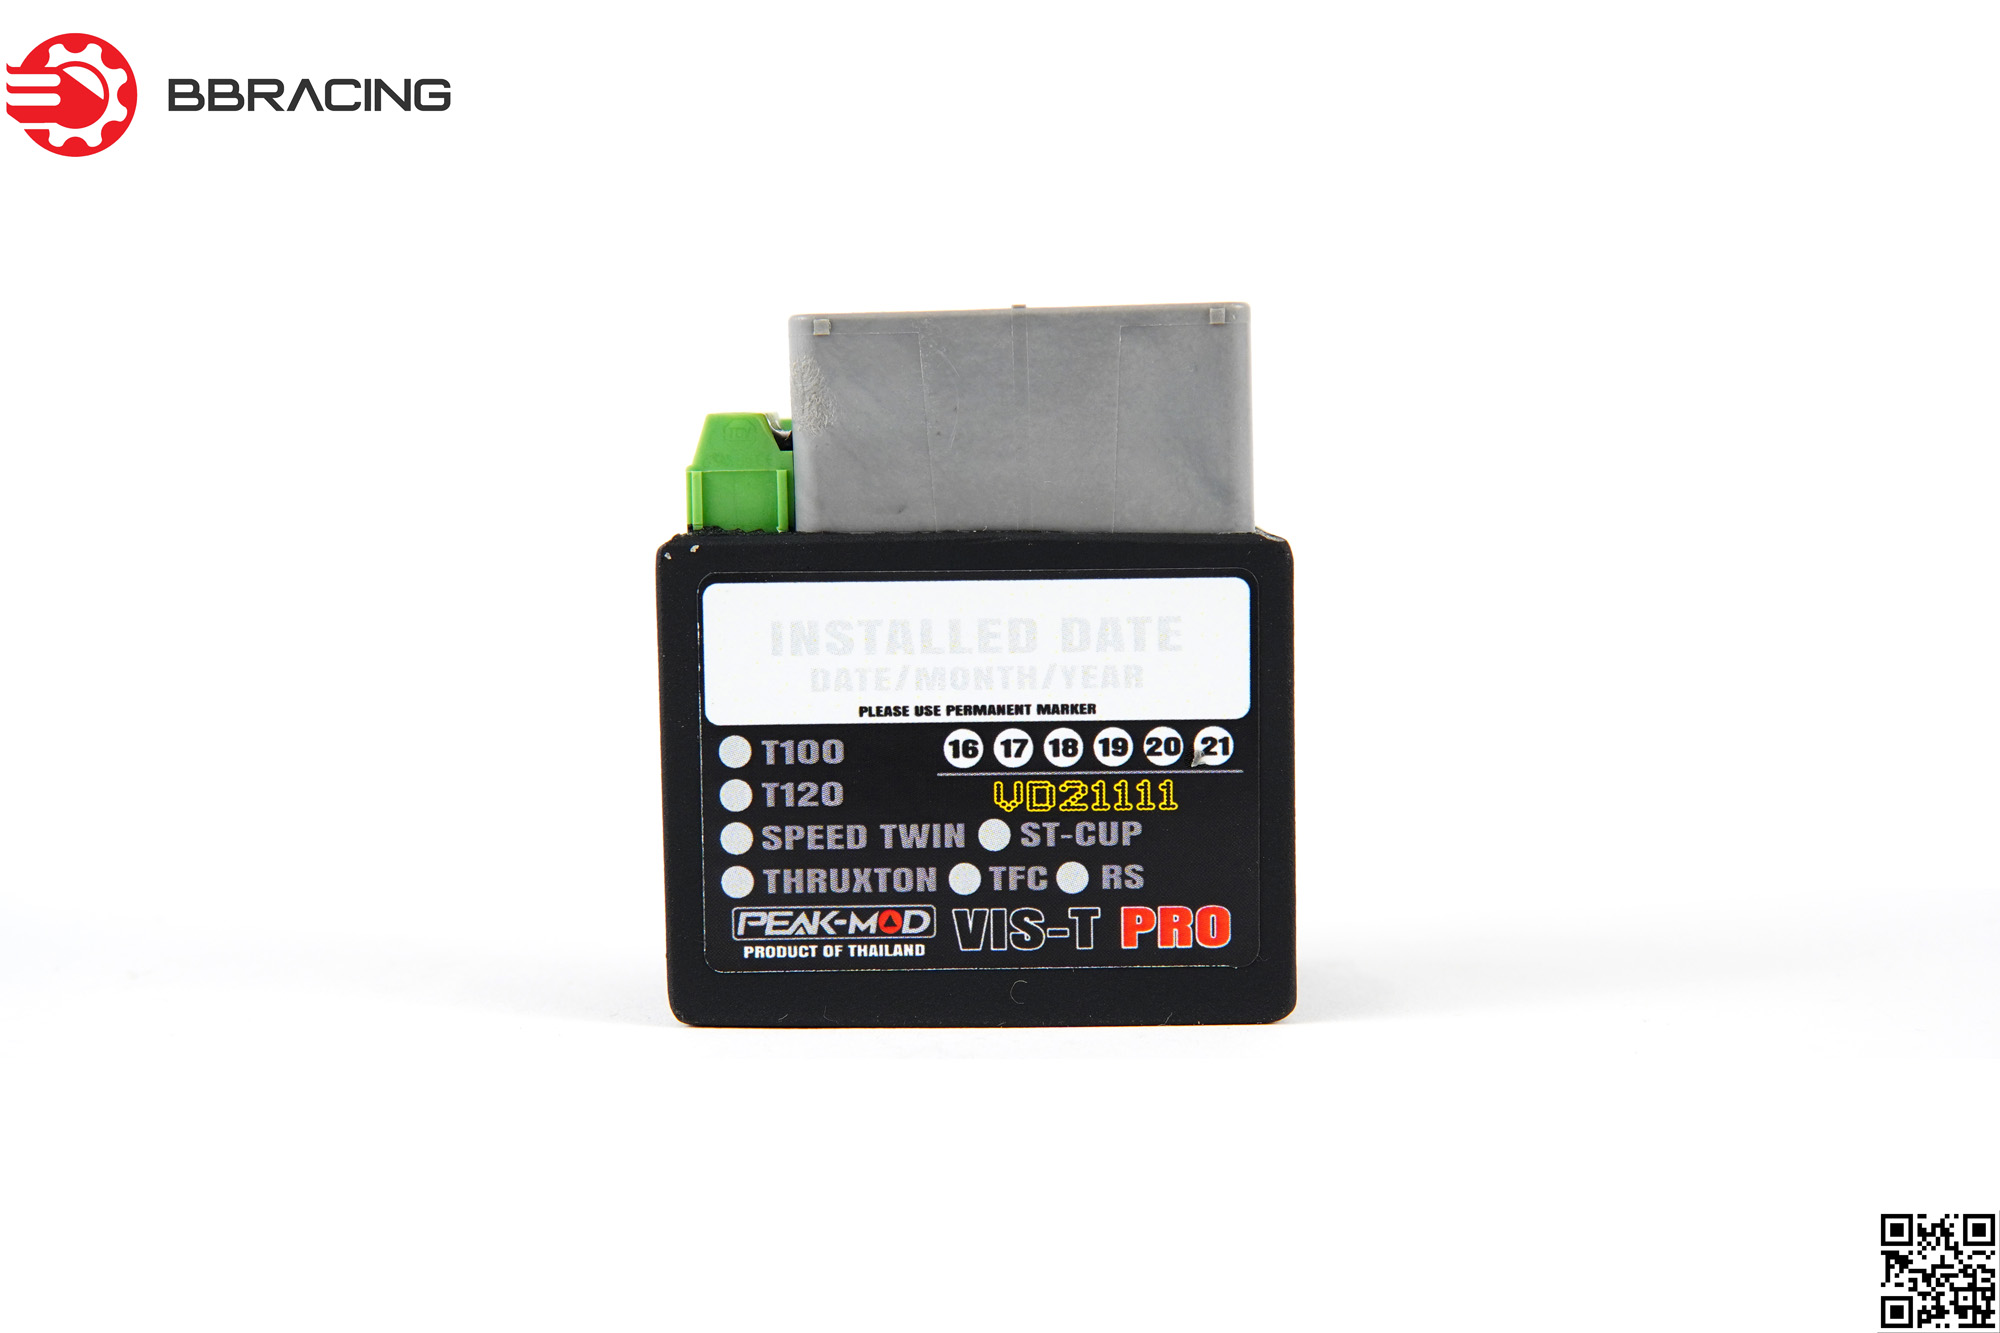 BBRACING
INSTALLED DATE
DATE/MONTH/YEAR
PLEASE USE PERMANENT MARKER
T100 16 17 18 19 20 21
T120 VD21111
SPEED TWIN ST-CUP
THRUXTON TFC RS
PEAK-MOD VIS-T PRO
PRODUCT OF THAILAND